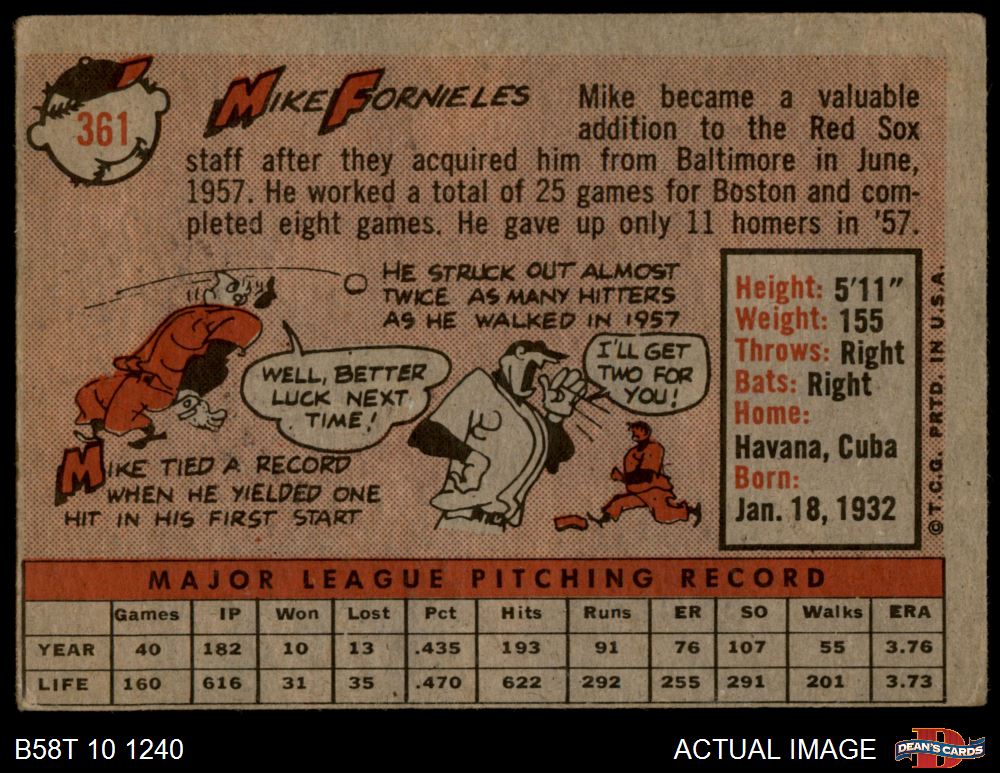 361
MIKE FORNIELES
Mike became a valuable
addition to the Red Sox
staff after they acquired him from Baltimore in June,
1957. He worked a total of 25 games for Boston and com-
pleted eight games. He gave up only 11 homers in '57.
HE STRUCK OUT ALMOST
TWICE AS MANY HITTERS
AS HE WALKED IN 1957
WELL, BETTER
LUCK NEXT
TIME!
I'LL GET
TWO FOR
YOU!
MIKE TIED A RECORD
WHEN HE YIELDED ONE
HIT IN HIS FIRST START
Height: 5'11"
Weight: 155
Throws: Right
Bats: Right
Home:
Havana, Cuba
Born:
Jan. 18, 1932
© T.C.G. PRTD. IN U.S.A.
MAJOR LEAGUE PITCHING RECORD
Games IP Won Lost Pct Hits Runs ER SO Walks ERA
YEAR 40 182 10 13 .435 193 91 76 107 55 3.76
LIFE 160 616 31 35 .470 622 292 255 291 201 3.73
B58T 10 1240
ACTUAL IMAGE
DEAN'S CARDS